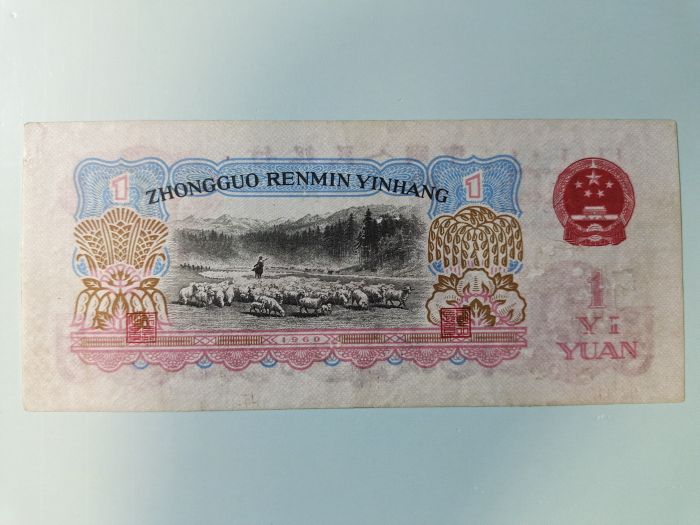 1
ZHONGGUO RENMIN YINHANG
1
1960
1
Yi
YUAN